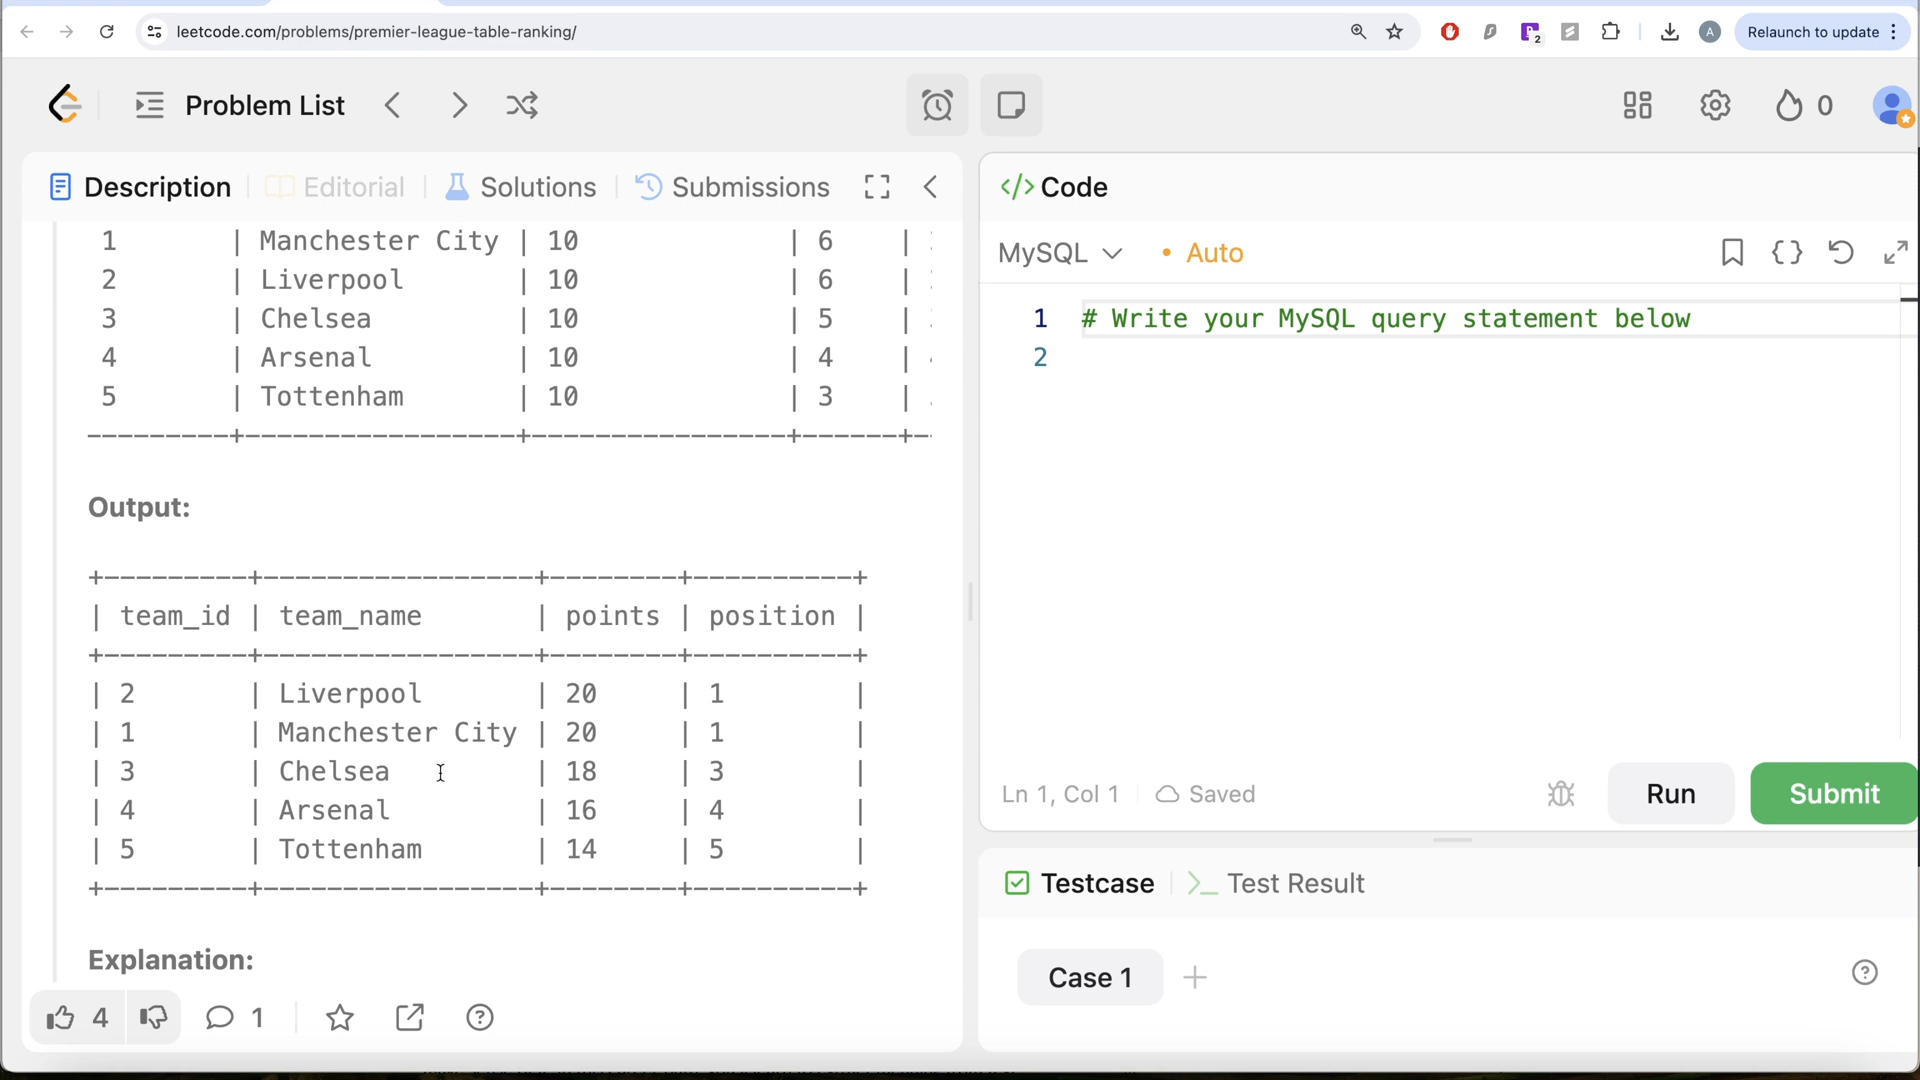 leetcode.com/problems/premier-league-table-ranking/
2
A
Relaunch to update
Problem List
0
Description
Editorial
Solutions
Submissions
1 | Manchester City | 10 | 6 |
2 | Liverpool | 10 | 6 |
3 | Chelsea | 10 | 5 |
4 | Arsenal | 10 | 4 |
5 | Tottenham | 10 | 3 |
---------+------------------+----------------+------+-
Output:
+---------+-----------------+--------+----------+
| team_id | team_name | points | position |
+---------+-----------------+--------+----------+
| 2 | Liverpool | 20 | 1 |
| 1 | Manchester City | 20 | 1 |
| 3 | Chelsea | 18 | 3 |
| 4 | Arsenal | 16 | 4 |
| 5 | Tottenham | 14 | 5 |
+---------+-----------------+--------+----------+
Explanation:
4
1
</> Code
MySQL
• Auto
1 # Write your MySQL query statement below
2
Ln 1, Col 1
Saved
Run
Submit
Testcase
>_ Test Result
Case 1 +